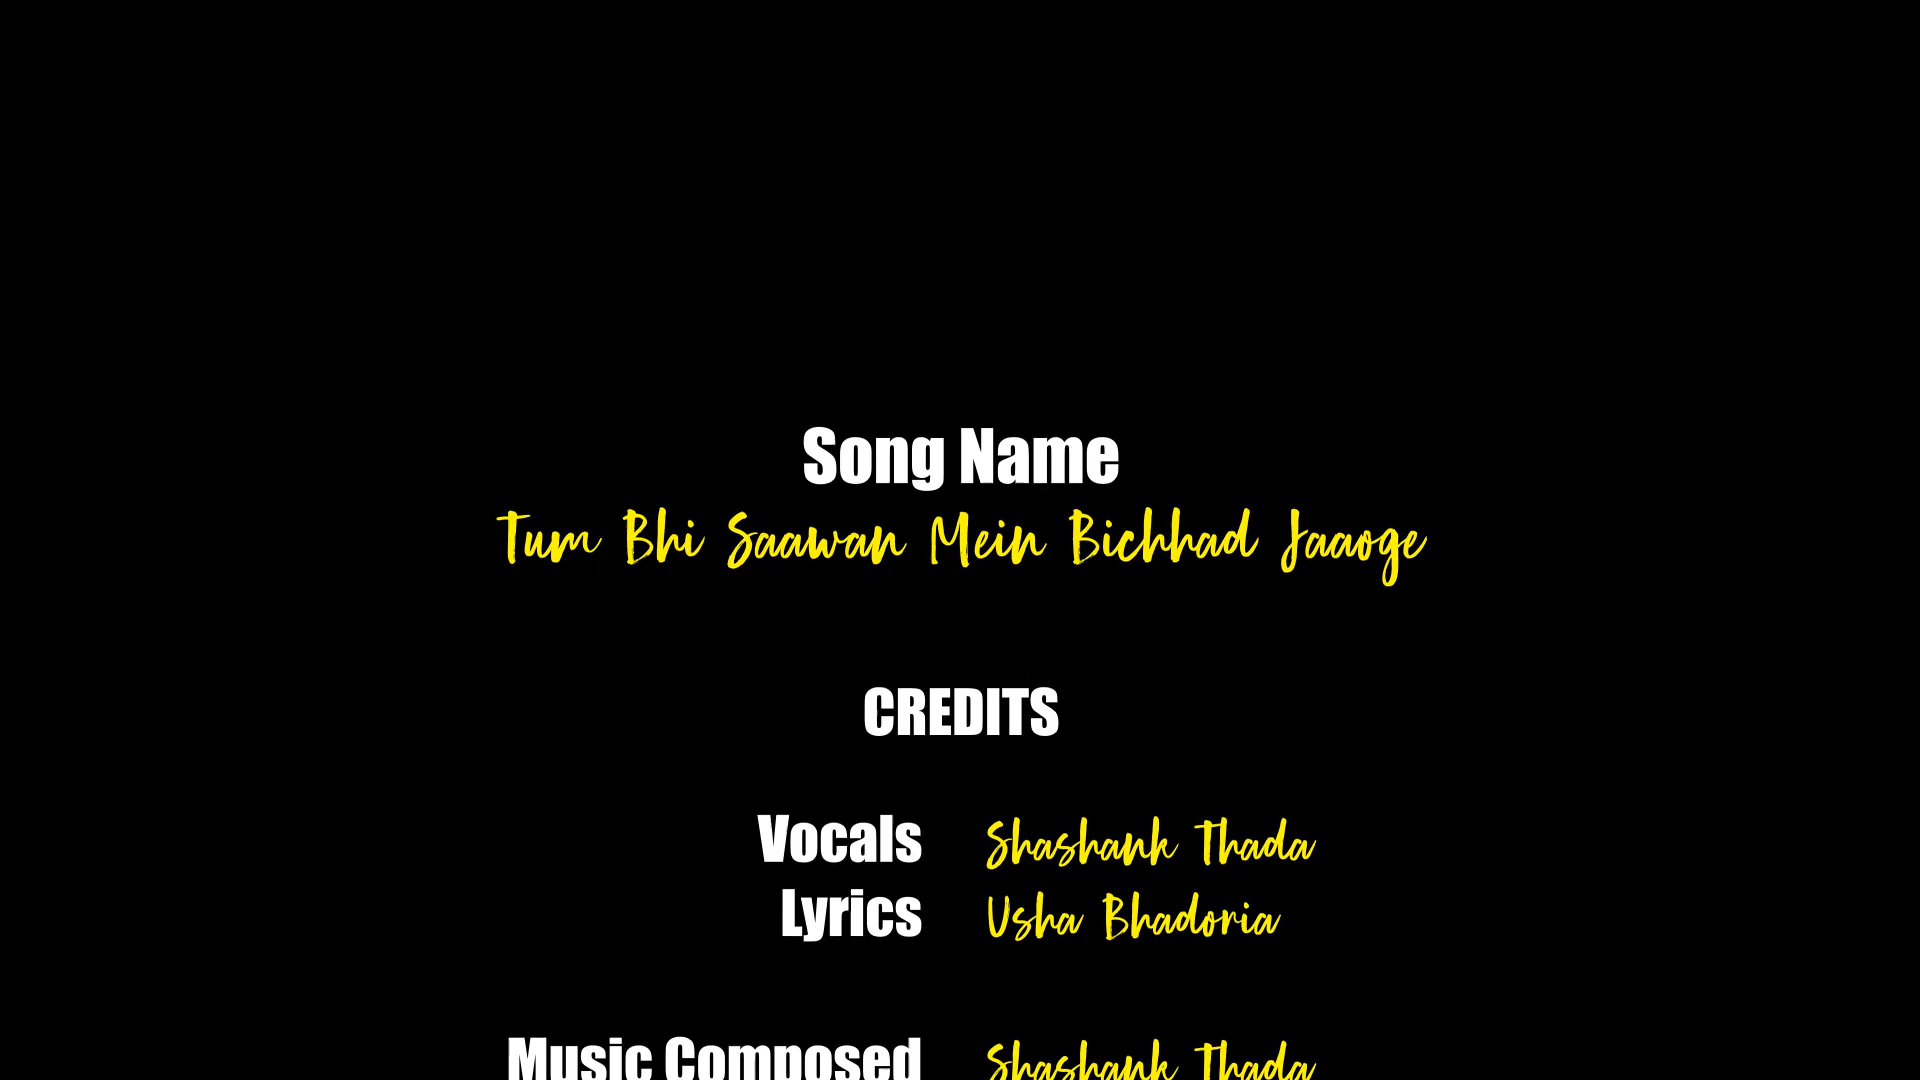 Song Name
Tum Bhi Saawan Mein Bichhad Jaaoge
CREDITS
Vocals Shashank Thada
Lyrics Usha Bhadoria
Music Composed Shashank Thada